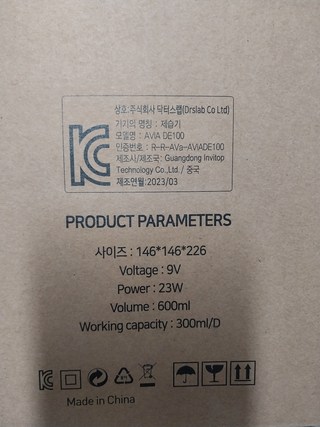 상호:주식회사 닥터스랩(Drslab Co Ltd)
기기의 명칭 : 제습기
모델명 : AVIA DE100
인증번호 : R-R-AVa-AVIADE100
제조사/제조국: Guangdong Invitop
Technology Co.,Ltd. / 중국
제조연월:2023/03
PRODUCT PARAMETERS
사이즈 : 146*146*226
Voltage : 9V
Power : 23W
Volume : 600ml
Working capacity : 300ml/D
Made in China